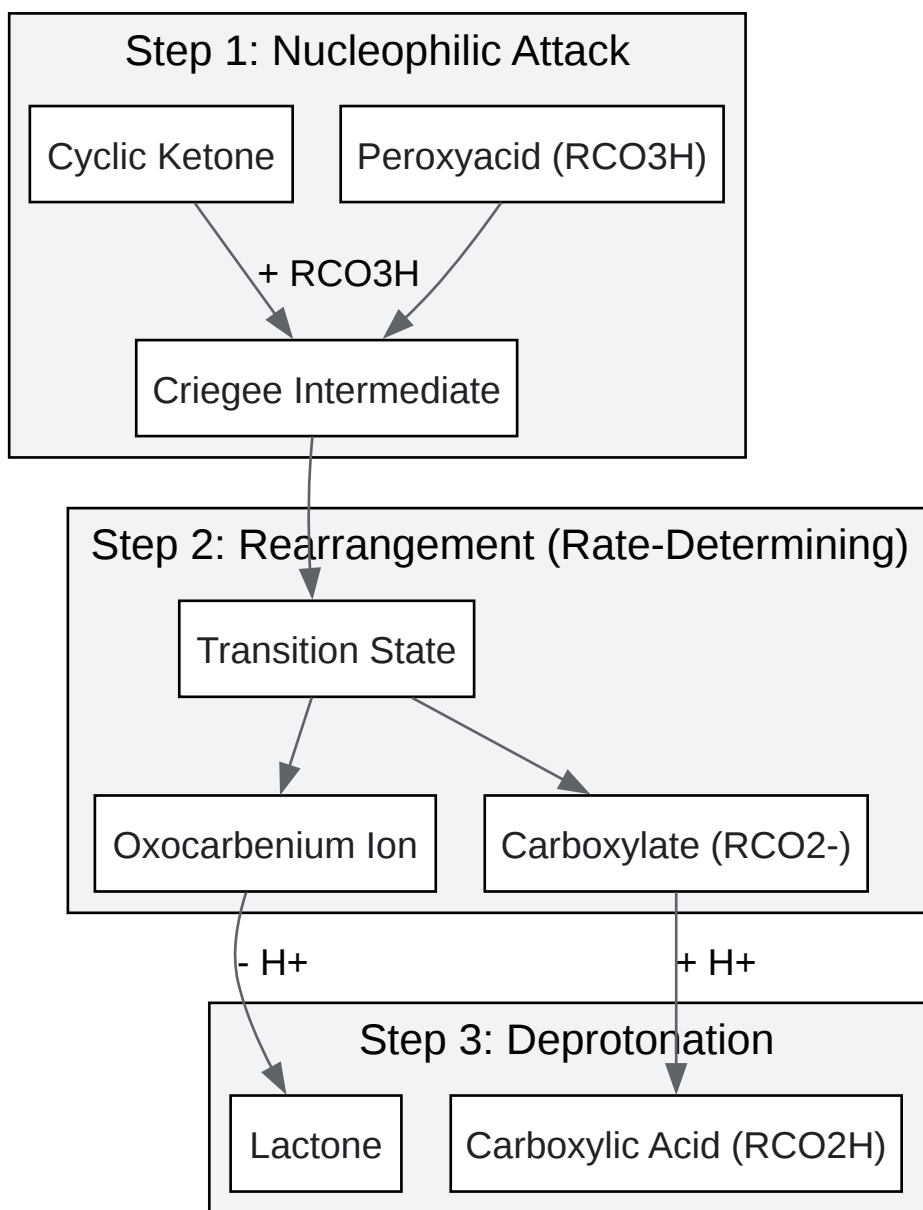 Step 1: Nucleophilic Attack
Cyclic Ketone
Peroxyacid (RCO3H)
+ RCO3H
Criegee Intermediate
Step 2: Rearrangement (Rate-Determining)
Transition State
Oxocarbenium Ion
Carboxylate (RCO2-)
- H+
+ H+
Step 3: Deprotonation
Lactone
Carboxylic Acid (RCO2H)